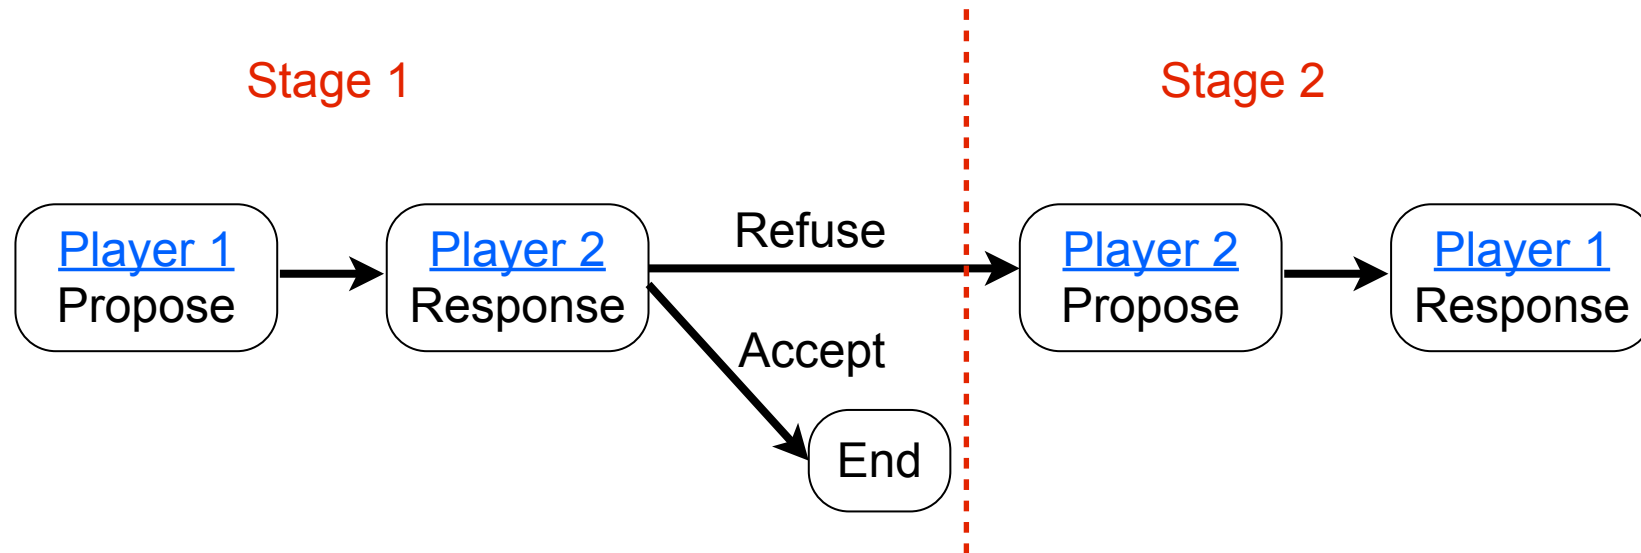 Stage 1
Stage 2
Player 1
Propose
Player 2
Response
Refuse
Accept
End
Player 2
Propose
Player 1
Response